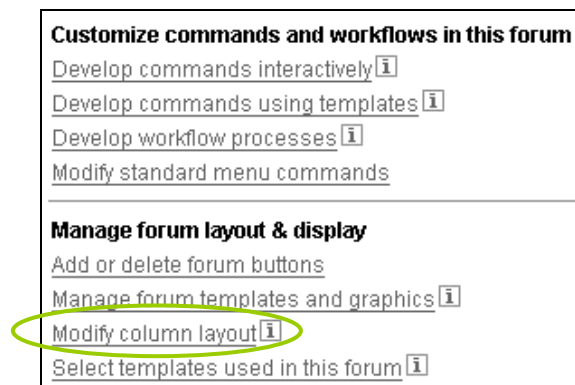 Customize commands and workflows in this forum
Develop commands interactively i
Develop commands using templates i
Develop workflow processes i
Modify standard menu commands
Manage forum layout & display
Add or delete forum buttons
Manage forum templates and graphics i
Modify column layout i
Select templates used in this forum i